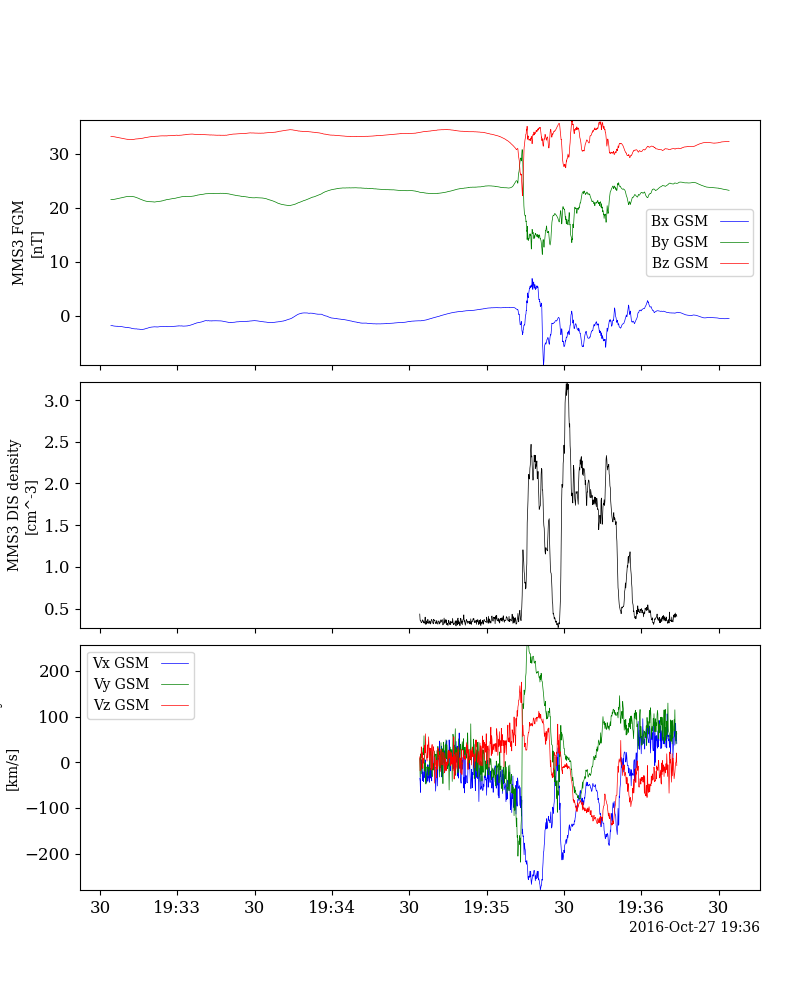 MMS3 FGM
[nT]
30
20
10
0
Bx GSM
By GSM
Bz GSM
MMS3 DIS density
[cm^-3]
3.0
2.5
2.0
1.5
1.0
0.5
[km/s]
200
100
0
−100
−200
Vx GSM
Vy GSM
Vz GSM
30 19:33 30 19:34 30 19:35 30 19:36 30
2016-Oct-27 19:36